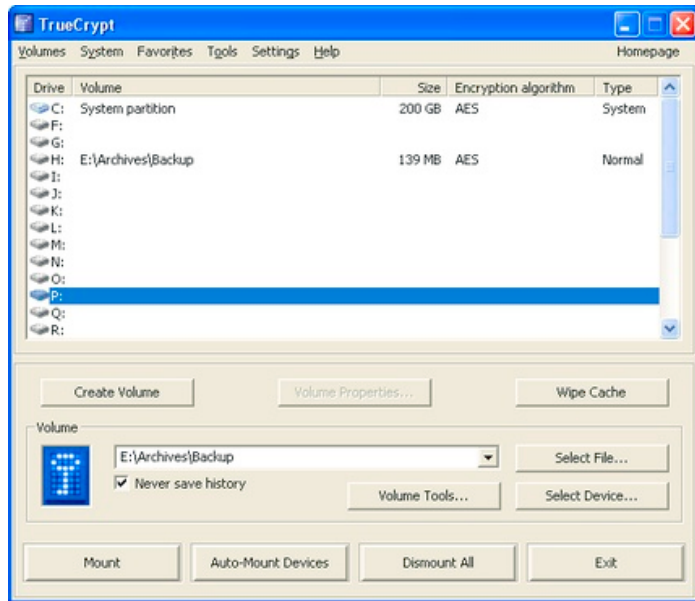 TrueCrypt
Volumes System Favorites Tools Settings Help Homepage
Drive Volume Size Encryption algorithm Type
C: System partition 200 GB AES System
F:
G:
H: E:\Archives\Backup 139 MB AES Normal
I:
J:
K:
L:
M:
N:
O:
P:
Q:
R:
Create Volume Volume Properties... Wipe Cache
Volume
E:\Archives\Backup Select File...
Never save history
Volume Tools... Select Device...
Mount Auto-Mount Devices Dismount All Exit